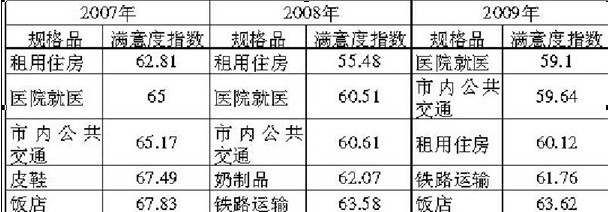 2007年 2008年 2009年
规格品 满意度指数 规格品 满意度指数 规格品 满意度指数
租用住房 62.81 租用住房 55.48 医院就医 59.1
医院就医 65 医院就医 60.51 市内公共交通 59.64
市内公共交通 65.17 市内公共交通 60.61 租用住房 60.12
皮鞋 67.49 奶制品 62.07 铁路运输 61.76
饭店 67.83 铁路运输 63.58 饭店 63.62